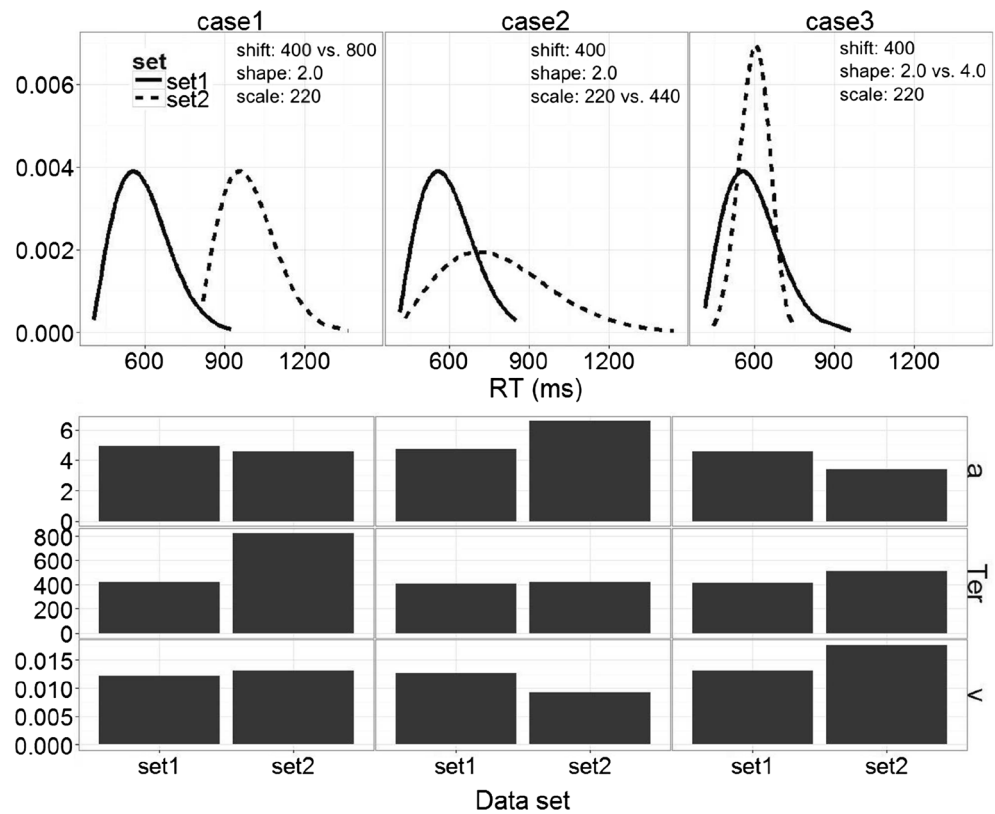 case1 case2 case3
set
set1
set2
shift: 400 vs. 800
shape: 2.0
scale: 220
shift: 400
shape: 2.0
scale: 220 vs. 440
shift: 400
shape: 2.0 vs. 4.0
scale: 220
0.006
0.004
0.002
0.000
600 900 1200 600 900 1200 600 900 1200
RT (ms)
6
4
2
0
a
800
600
400
200
0
Ter
0.015
0.010
0.005
0.000
v
set1 set2 set1 set2 set1 set2
Data set